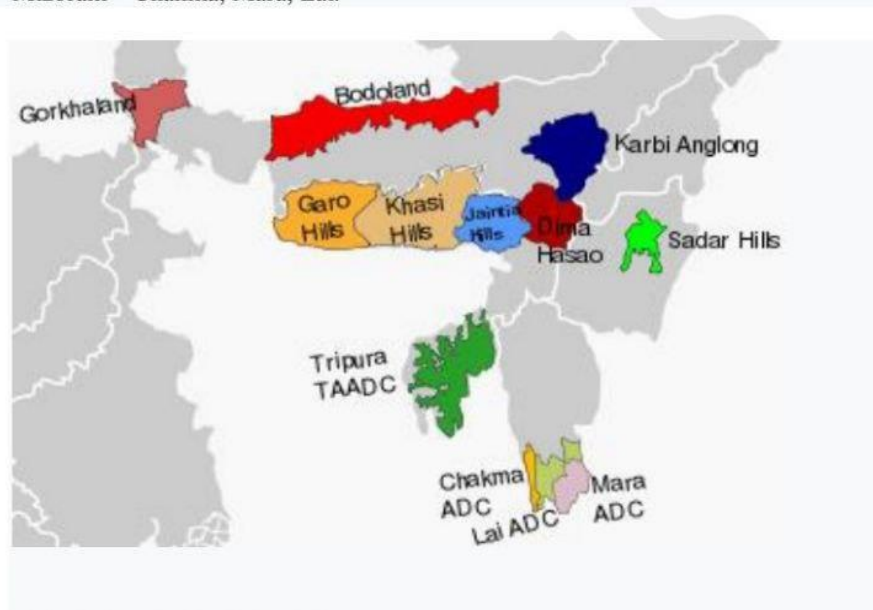 Bodoland
Gorkhaland
Karbi Anglong
Garo
Hills
Khasi
Hills
Jaintia
Hills
Dima
Hasao
Sadar Hills
Tripura
TAADC
Chakma
ADC
Lai ADC
Mara
ADC